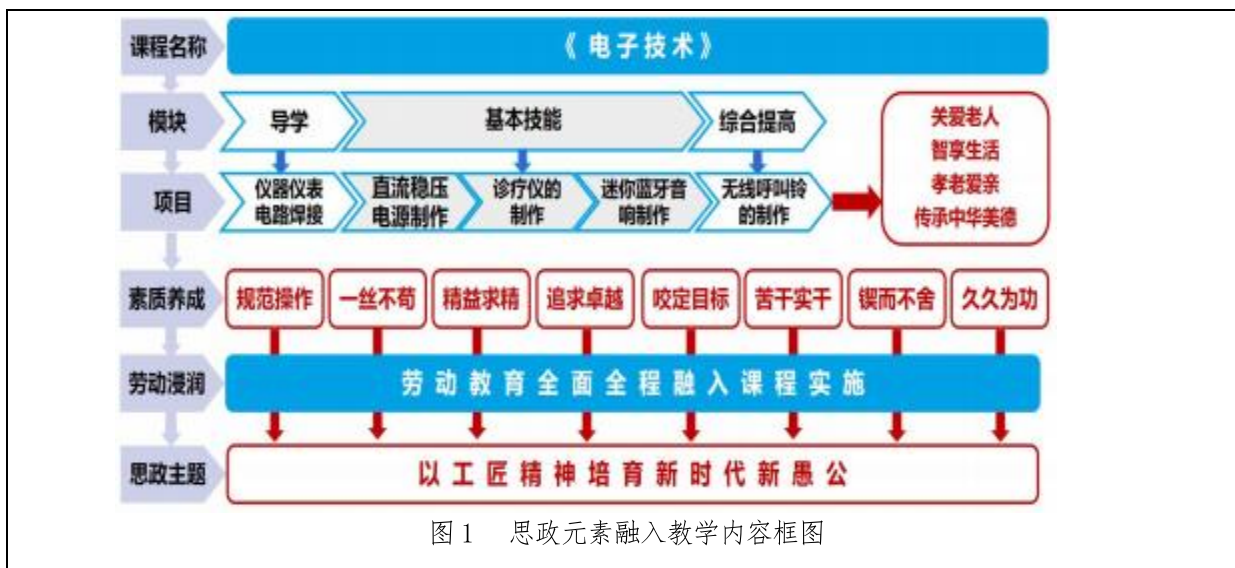 课程名称
《电子技术》
模块
导学
基本技能
综合提高
项目
仪器仪表
电路焊接
直流稳压
电源制作
诊疗仪的
制作
迷你蓝牙音
响制作
无线呼叫铃
的制作
关爱老人
智享生活
孝老爱亲
传承中华美德
素质养成
规范操作
一丝不苟
精益求精
追求卓越
咬定目标
苦干实干
锲而不舍
久久为功
劳动浸润
劳动教育全面全程融入课程实施
思政主题
以工匠精神培育新时代新愚公
图1 思政元素融入教学内容框图